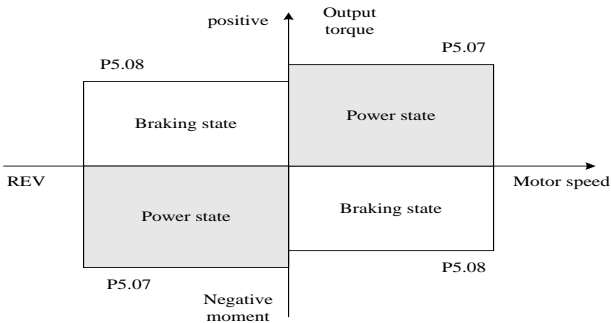 positive
Output
torque
P5.07
P5.08
Braking state
Power state
REV
Motor speed
Power state
Braking state
P5.07
P5.08
Negative
moment